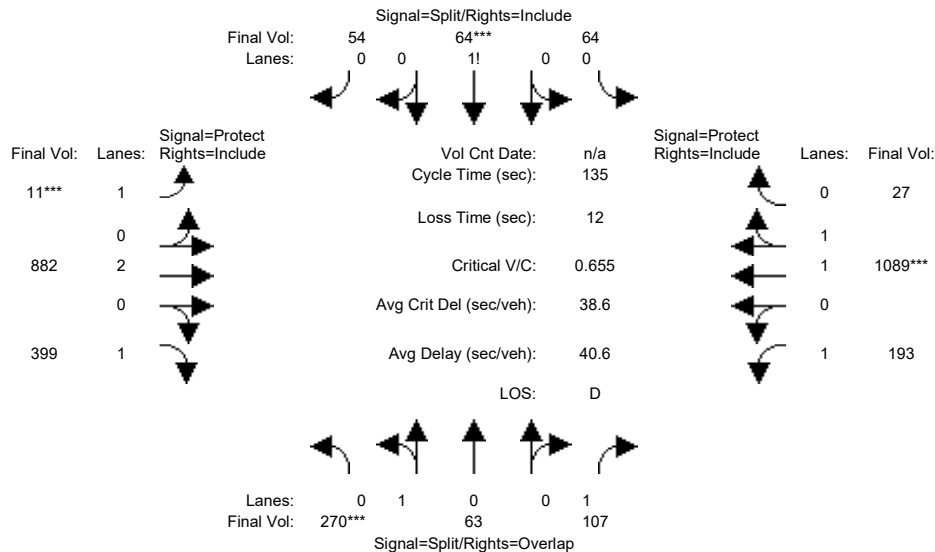 Signal=Split/Rights=Include
Final Vol: 54 64*** 64
Lanes: 0 0 1! 0 0
Signal=Protect
Final Vol: Lanes: Rights=Include
Vol Cnt Date: n/a
Signal=Protect
Rights=Include Lanes: Final Vol:
Cycle Time (sec): 135
11*** 1
0 27
Loss Time (sec): 12
0
1
882 2
Critical V/C: 0.655
1 1089***
0
Avg Crit Del (sec/veh): 38.6
0
399 1
Avg Delay (sec/veh): 40.6
1 193
LOS: D
Lanes: 0 1 0 0 1
Final Vol: 270*** 63 107
Signal=Split/Rights=Overlap